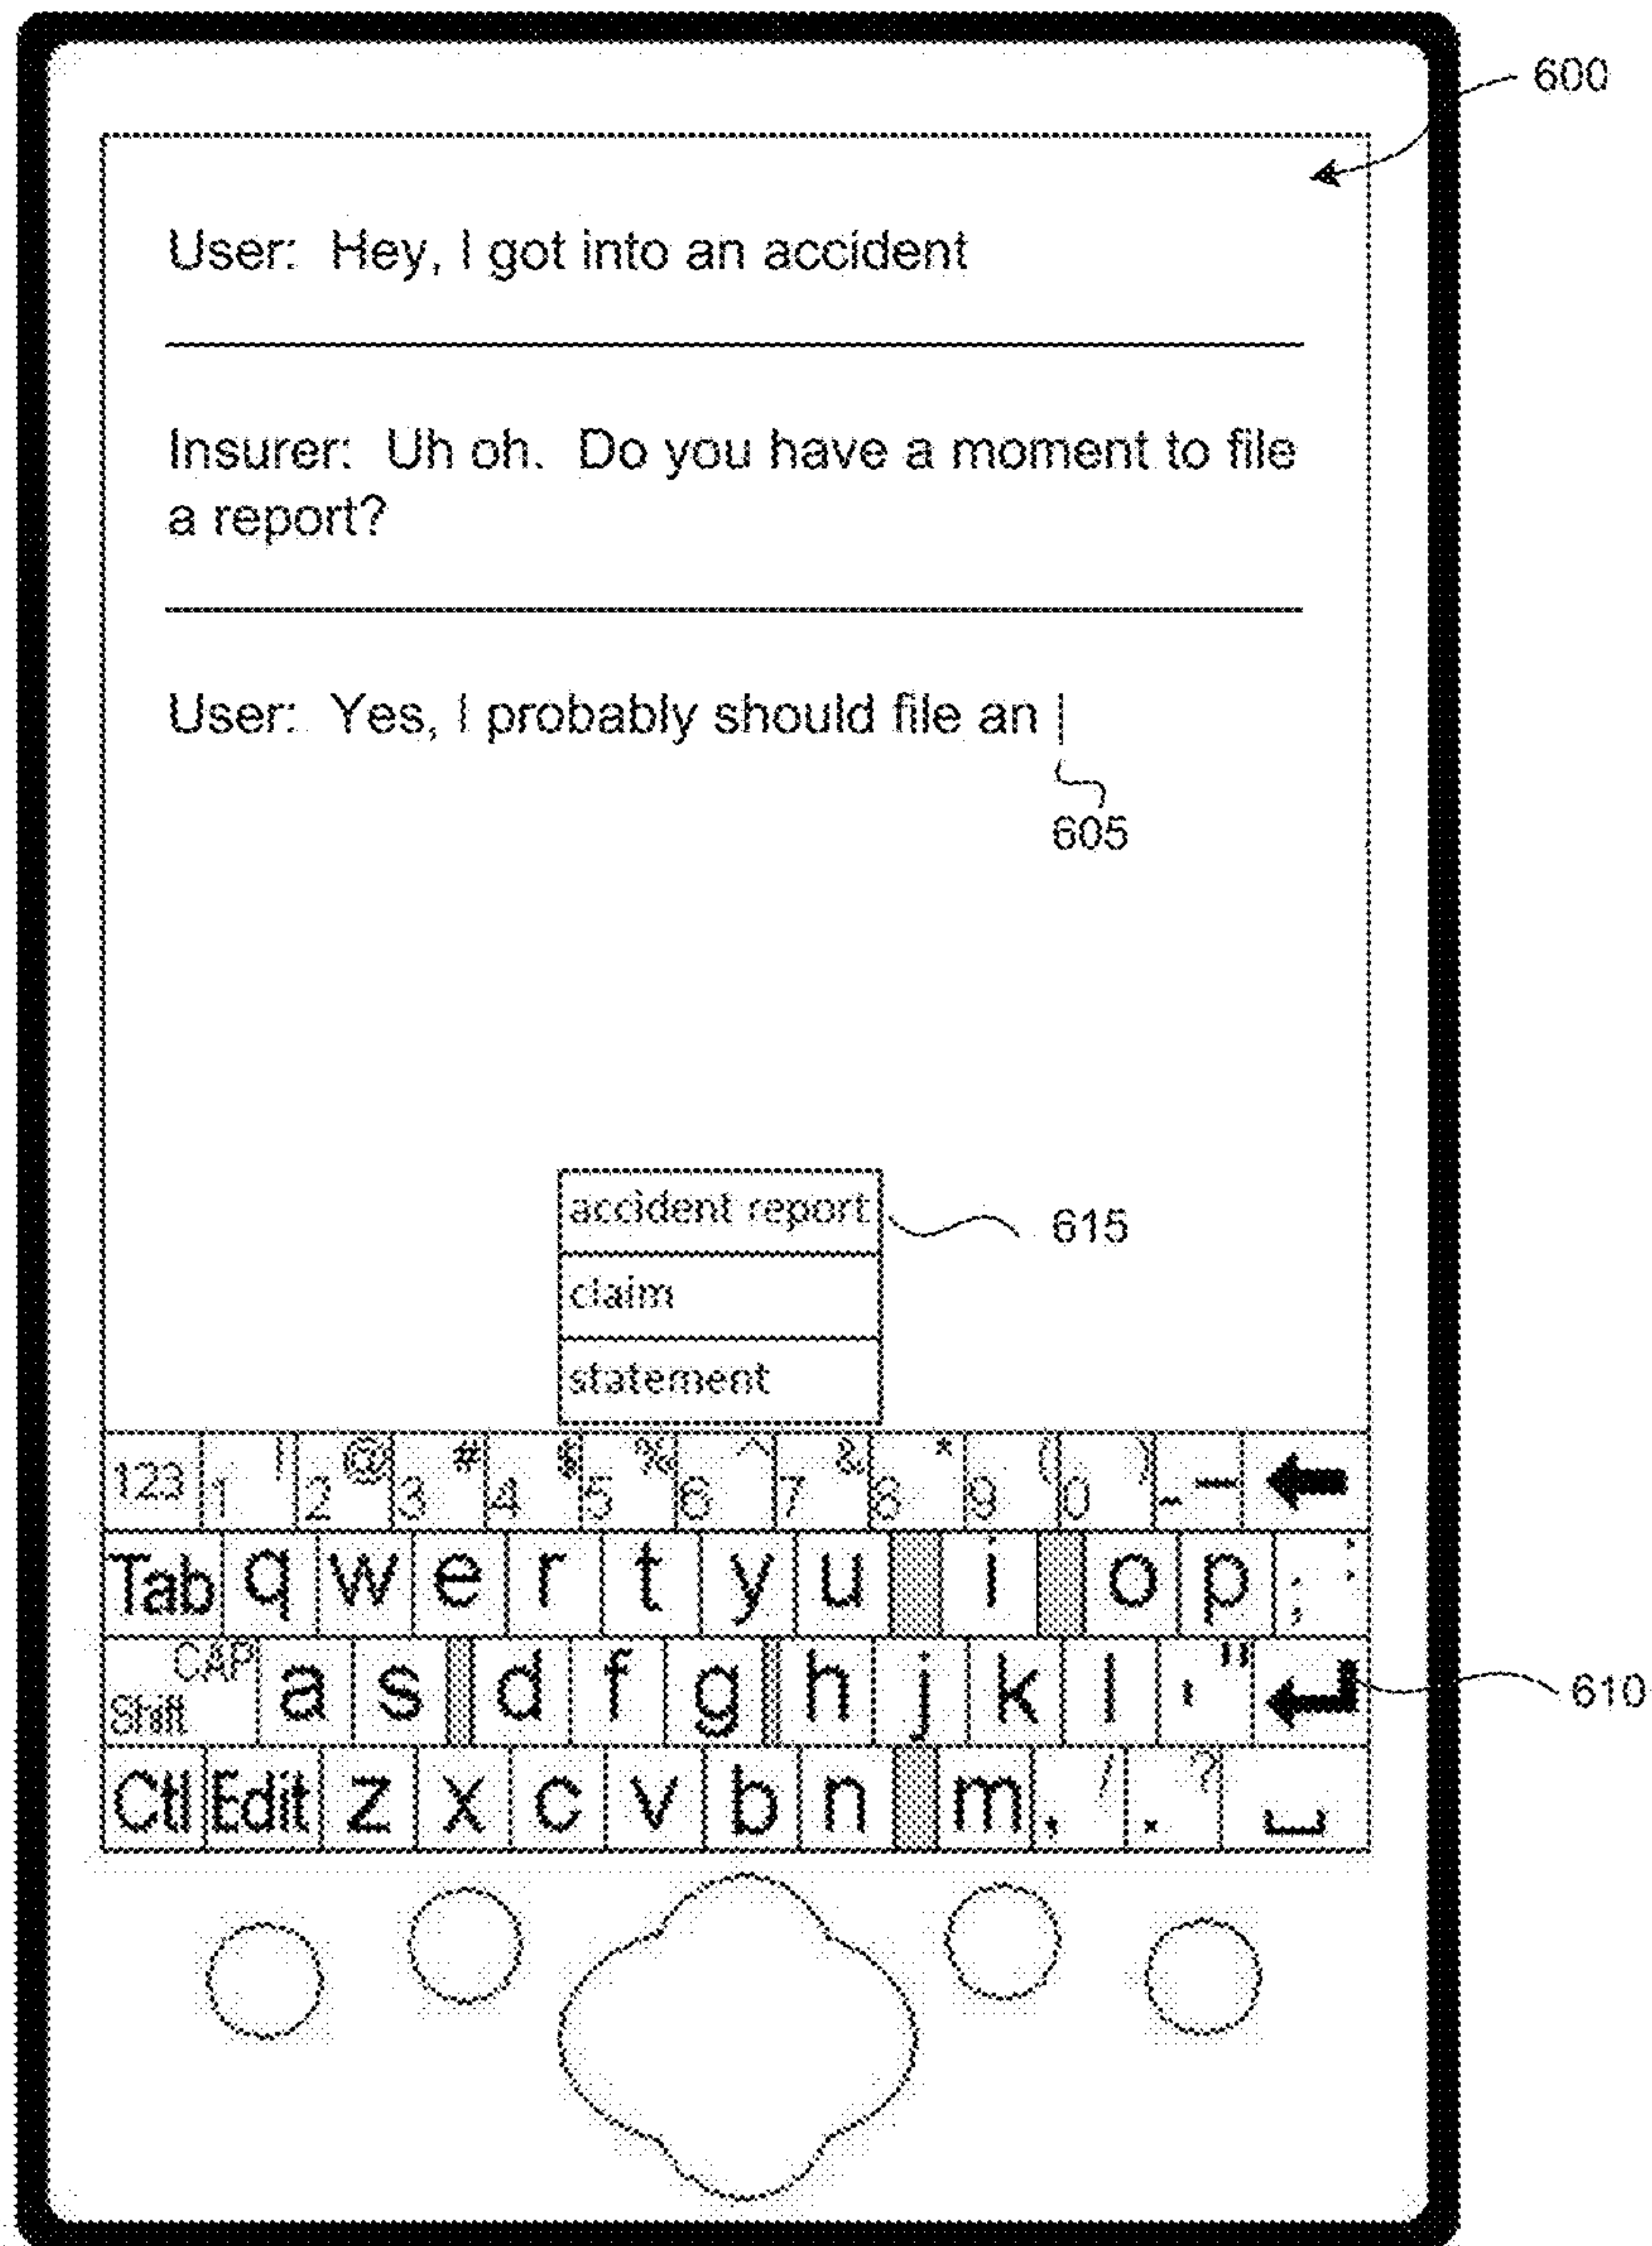 600
User: Hey, I got into an accident
Insurer: Uh oh. Do you have a moment to file
a report?
User: Yes, I probably should file an |
605
accident report
615
claim
statement
123 1 ! 2 @ 3 # 4 $ 5 % 6 ^ 7 & 8 * 9 ( 0 ) ~ —
Tab q w e r t y u i o p ; :
CAP
Shift a s d f g h j k l ' "
610
Ctl Edit z x c v b n m , / . ?